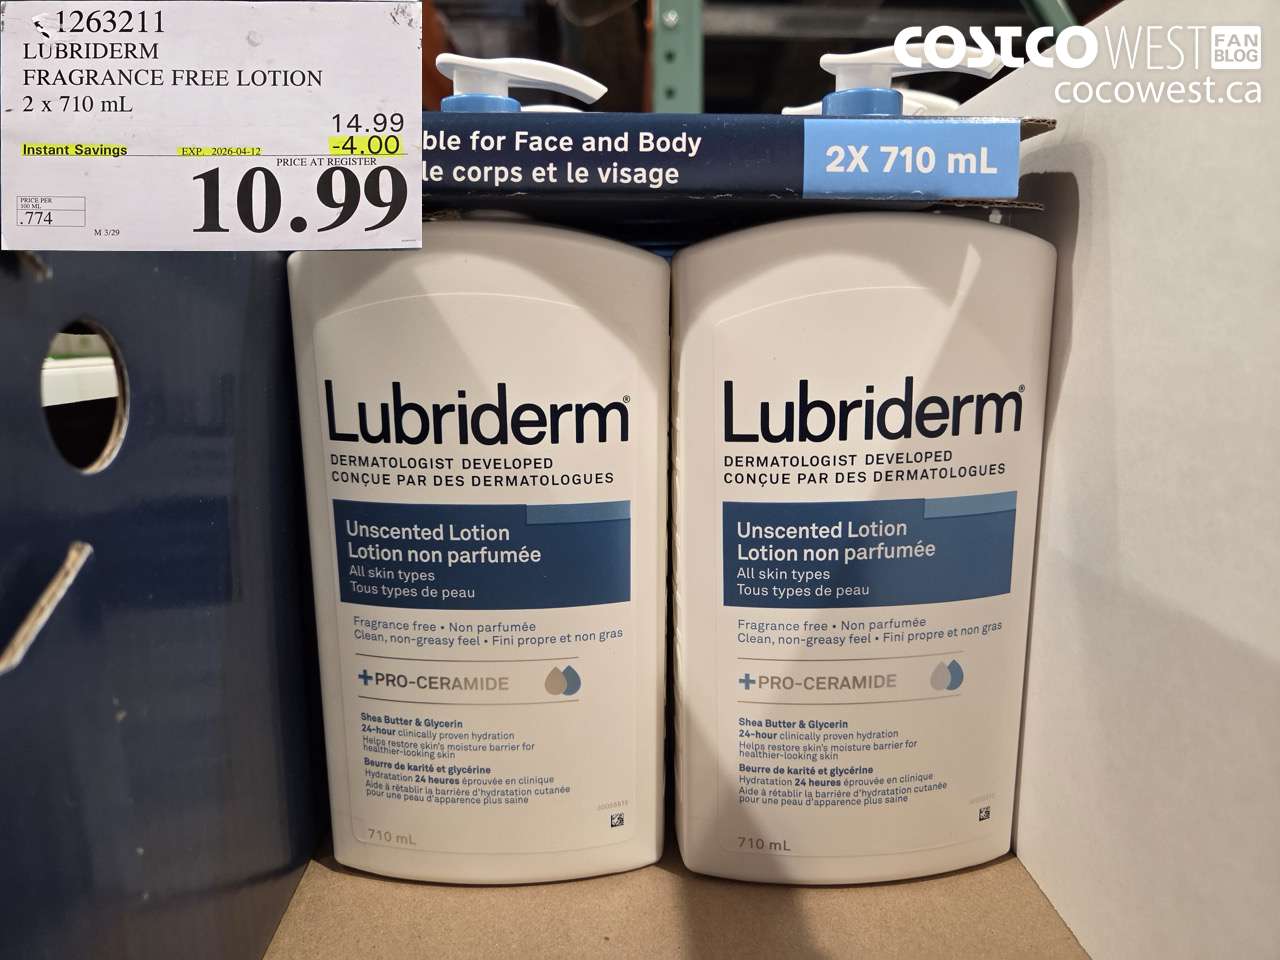 1263211
LUBRIDERM
FRAGRANCE FREE LOTION
2 x 710 mL
14.99
Instant Savings EXP. 2026-04-12 -4.00
PRICE AT REGISTER
10.99
PRICE PER
100 ML
.774
M 3/29
COSTCO WEST FAN BLOG
cocowest.ca
ble for Face and Body
le corps et le visage
2X 710 mL
Lubriderm®
DERMATOLOGIST DEVELOPED
CONÇUE PAR DES DERMATOLOGUES
Unscented Lotion
Lotion non parfumée
All skin types
Tous types de peau
Fragrance free • Non parfumée
Clean, non-greasy feel • Fini propre et non gras
+PRO-CERAMIDE
Shea Butter & Glycerin
24-hour clinically proven hydration
Helps restore skin's moisture barrier for
healthier-looking skin
Beurre de karité et glycérine
Hydratation 24 heures éprouvée en clinique
Aide à rétablir la barrière d'hydratation cutanée
pour une peau d'apparence plus saine
710 mL
Lubriderm®
DERMATOLOGIST DEVELOPED
CONÇUE PAR DES DERMATOLOGUES
Unscented Lotion
Lotion non parfumée
All skin types
Tous types de peau
Fragrance free • Non parfumée
Clean, non-greasy feel • Fini propre et non gras
+PRO-CERAMIDE
Shea Butter & Glycerin
24-hour clinically proven hydration
Helps restore skin's moisture barrier for
healthier-looking skin
Beurre de karité et glycérine
Hydratation 24 heures éprouvée en clinique
Aide à rétablir la barrière d'hydratation cutanée
pour une peau d'apparence plus saine
710 mL